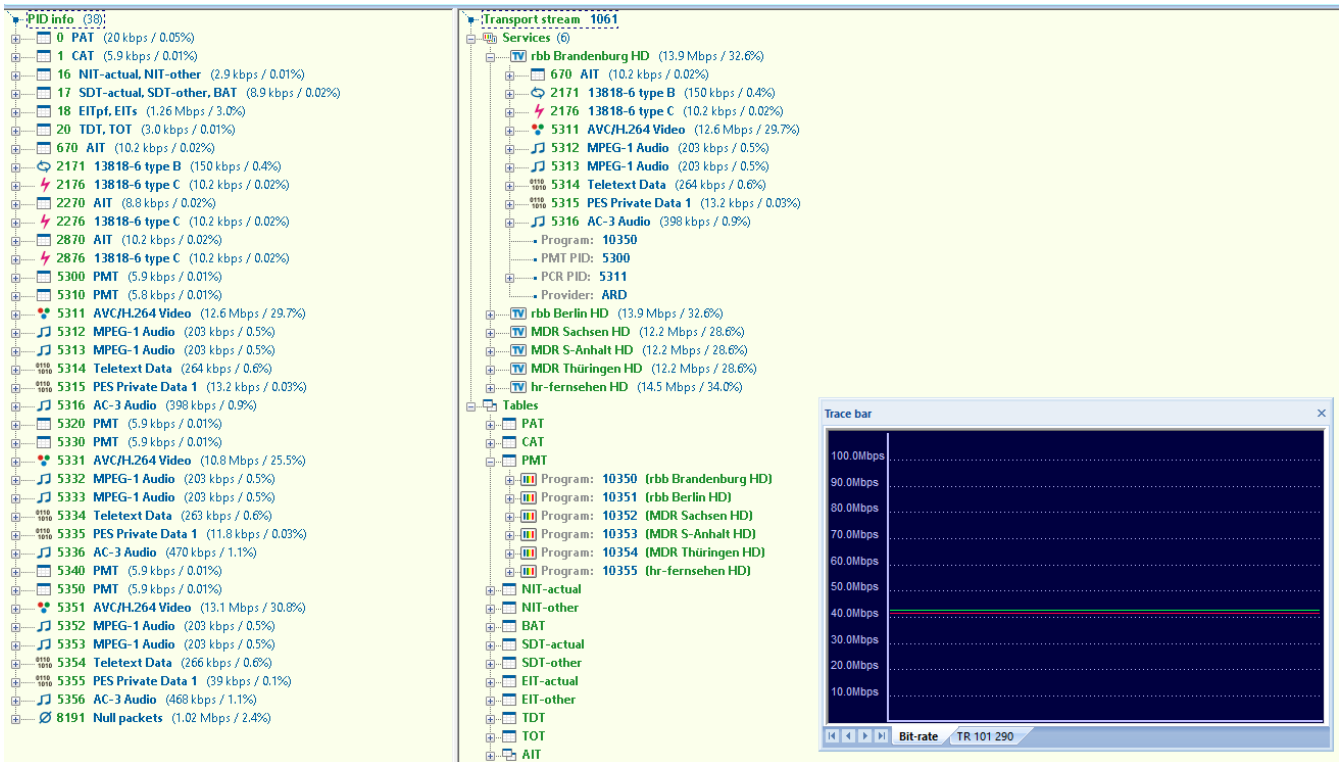 PID info (38)
0 PAT (20 kbps / 0.05%)
1 CAT (5.9 kbps / 0.01%)
16 NIT-actual, NIT-other (2.9 kbps / 0.01%)
17 SDT-actual, SDT-other, BAT (8.9 kbps / 0.02%)
18 EITpf, EITs (1.26 Mbps / 3.0%)
20 TDT, TOT (3.0 kbps / 0.01%)
670 AIT (10.2 kbps / 0.02%)
2171 13818-6 type B (150 kbps / 0.4%)
2176 13818-6 type C (10.2 kbps / 0.02%)
2270 AIT (8.8 kbps / 0.02%)
2276 13818-6 type C (10.2 kbps / 0.02%)
2870 AIT (10.2 kbps / 0.02%)
2876 13818-6 type C (10.2 kbps / 0.02%)
5300 PMT (5.9 kbps / 0.01%)
5310 PMT (5.8 kbps / 0.01%)
5311 AVC/H.264 Video (12.6 Mbps / 29.7%)
5312 MPEG-1 Audio (203 kbps / 0.5%)
5313 MPEG-1 Audio (203 kbps / 0.5%)
0110 1010 5314 Teletext Data (264 kbps / 0.6%)
0110 1010 5315 PES Private Data 1 (13.2 kbps / 0.03%)
5316 AC-3 Audio (398 kbps / 0.9%)
5320 PMT (5.9 kbps / 0.01%)
5330 PMT (5.9 kbps / 0.01%)
5331 AVC/H.264 Video (10.8 Mbps / 25.5%)
5332 MPEG-1 Audio (203 kbps / 0.5%)
5333 MPEG-1 Audio (203 kbps / 0.5%)
0110 1010 5334 Teletext Data (263 kbps / 0.6%)
0110 1010 5335 PES Private Data 1 (11.8 kbps / 0.03%)
5336 AC-3 Audio (470 kbps / 1.1%)
5340 PMT (5.9 kbps / 0.01%)
5350 PMT (5.9 kbps / 0.01%)
5351 AVC/H.264 Video (13.1 Mbps / 30.8%)
5352 MPEG-1 Audio (203 kbps / 0.5%)
5353 MPEG-1 Audio (203 kbps / 0.5%)
0110 1010 5354 Teletext Data (266 kbps / 0.6%)
0110 1010 5355 PES Private Data 1 (39 kbps / 0.1%)
5356 AC-3 Audio (468 kbps / 1.1%)
8191 Null packets (1.02 Mbps / 2.4%)
Transport stream 1061
Services (6)
TV rbb Brandenburg HD (13.9 Mbps / 32.6%)
670 AIT (10.2 kbps / 0.02%)
2171 13818-6 type B (150 kbps / 0.4%)
2176 13818-6 type C (10.2 kbps / 0.02%)
5311 AVC/H.264 Video (12.6 Mbps / 29.7%)
5312 MPEG-1 Audio (203 kbps / 0.5%)
5313 MPEG-1 Audio (203 kbps / 0.5%)
0110 1010 5314 Teletext Data (264 kbps / 0.6%)
0110 1010 5315 PES Private Data 1 (13.2 kbps / 0.03%)
5316 AC-3 Audio (398 kbps / 0.9%)
Program: 10350
PMT PID: 5300
PCR PID: 5311
Provider: ARD
TV rbb Berlin HD (13.9 Mbps / 32.6%)
TV MDR Sachsen HD (12.2 Mbps / 28.6%)
TV MDR S-Anhalt HD (12.2 Mbps / 28.6%)
TV MDR Thüringen HD (12.2 Mbps / 28.6%)
TV hr-fernsehen HD (14.5 Mbps / 34.0%)
Tables
PAT
CAT
PMT
Program: 10350 (rbb Brandenburg HD)
Program: 10351 (rbb Berlin HD)
Program: 10352 (MDR Sachsen HD)
Program: 10353 (MDR S-Anhalt HD)
Program: 10354 (MDR Thüringen HD)
Program: 10355 (hr-fernsehen HD)
NIT-actual
NIT-other
BAT
SDT-actual
SDT-other
EIT-actual
EIT-other
TDT
TOT
AIT
Trace bar
100.0Mbps
90.0Mbps
80.0Mbps
70.0Mbps
60.0Mbps
50.0Mbps
40.0Mbps
30.0Mbps
20.0Mbps
10.0Mbps
Bit-rate TR 101 290